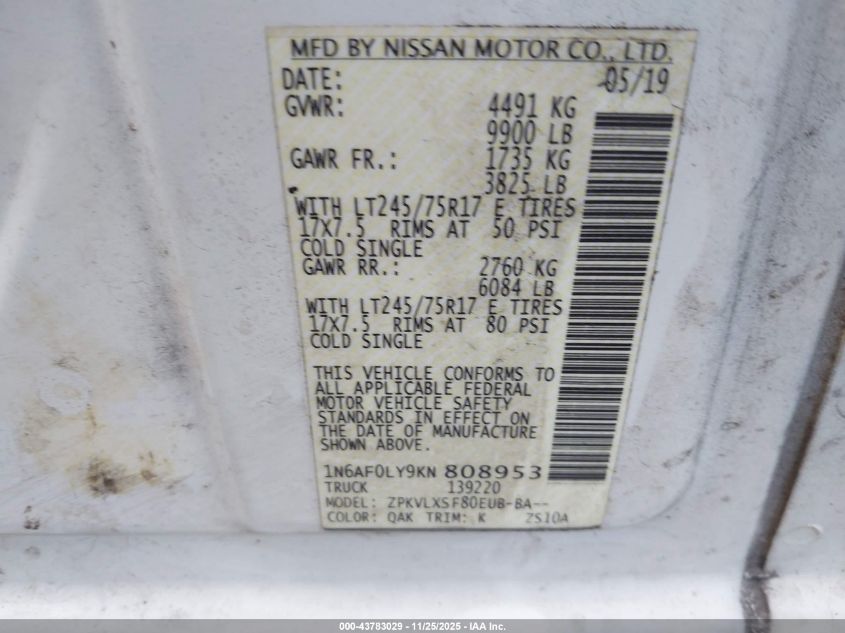 MFD BY NISSAN MOTOR CO., LTD.
DATE: 05/19
GVWR: 4491 KG
9900 LB
GAWR FR.: 1735 KG
3825 LB
WITH LT245/75R17 E TIRES
17X7.5 RIMS AT 50 PSI
COLD SINGLE
GAWR RR.: 2760 KG
6084 LB
WITH LT245/75R17 E TIRES
17X7.5 RIMS AT 80 PSI
COLD SINGLE
THIS VEHICLE CONFORMS TO
ALL APPLICABLE FEDERAL
MOTOR VEHICLE SAFETY
STANDARDS IN EFFECT ON
THE DATE OF MANUFACTURE
SHOWN ABOVE.
1N6AF0LY9KN 808953
TRUCK 139220
MODEL: ZPKVLXSF80EUB-BA--
COLOR: QAK TRIM: K ZS10A
000-43783029 - 11/25/2025 - IAA Inc.